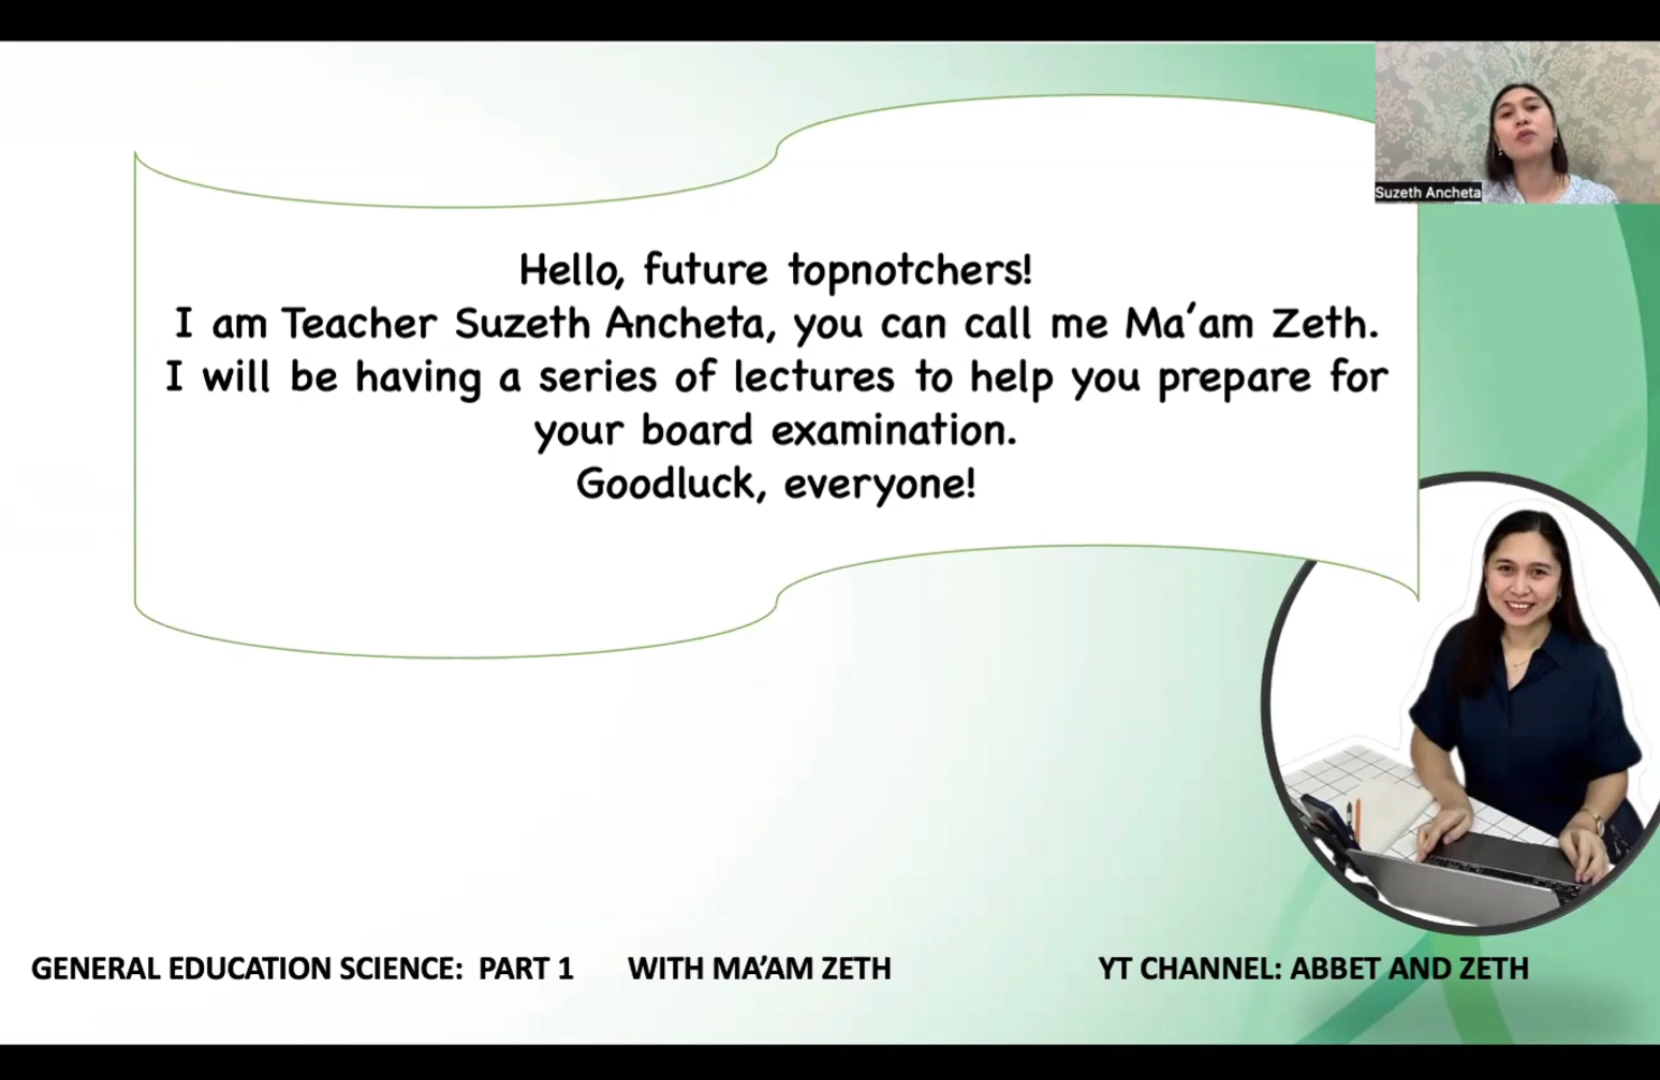 Suzeth Ancheta
Hello, future topnotchers!
I am Teacher Suzeth Ancheta, you can call me Ma'am Zeth.
I will be having a series of lectures to help you prepare for
your board examination.
Goodluck, everyone!
GENERAL EDUCATION SCIENCE: PART 1 WITH MA'AM ZETH YT CHANNEL: ABBET AND ZETH